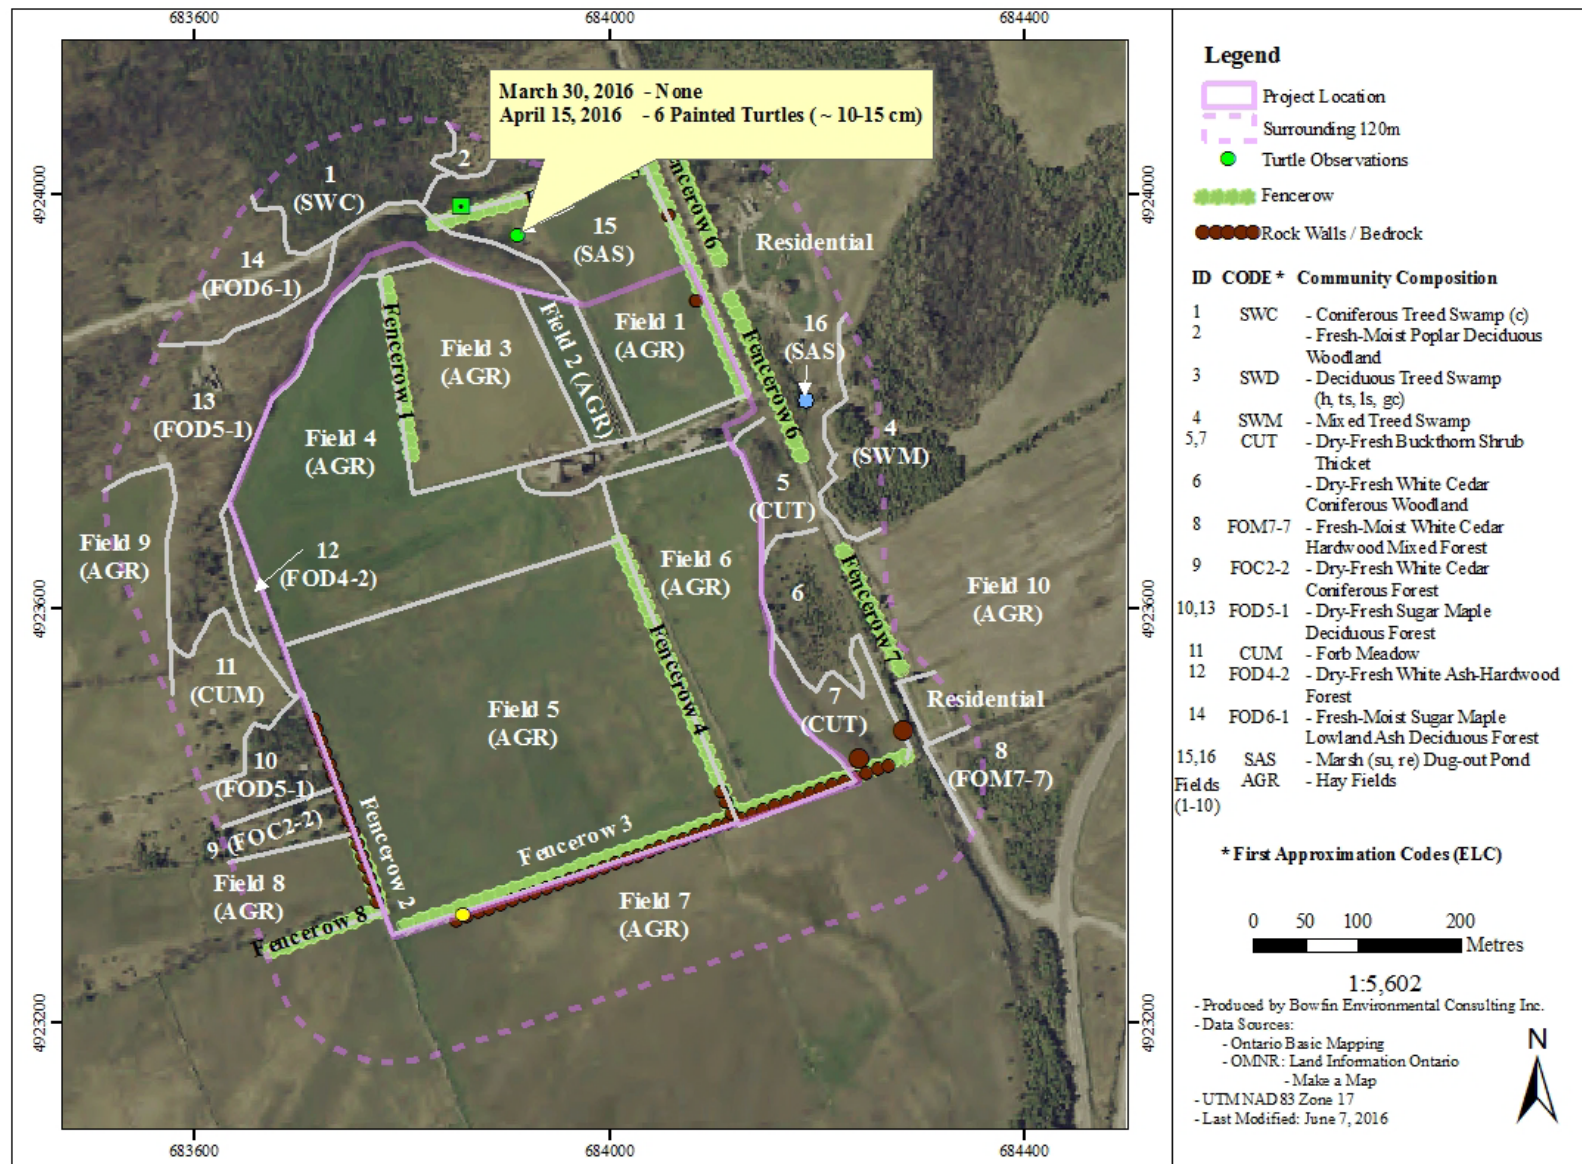 683600
684000
684400
4924000
4923600
4923200
4924000
4923600
4923200
683600
684000
684400
March 30, 2016 - None
April 15, 2016 - 6 Painted Turtles ( ~ 10-15 cm)
1
(SWC)
2
14
(FOD6-1)
15
(SAS)
Fencerow 6
Residential
16
(SAS)
Fencerow 1
Field 3
(AGR)
Field 2 (AGR)
Field 1
(AGR)
Fencerow 6
13
(FOD5-1)
Field 4
(AGR)
4
(SWM)
5
(CUT)
Field 9
(AGR)
12
(FOD4-2)
Field 6
(AGR)
6
Fencerow 7
Field 10
(AGR)
11
(CUM)
Field 5
(AGR)
Fencerow 4
7
(CUT)
Residential
8
(FOM7-7)
10
(FOD5-1)
9 (FOC2-2)
Fencerow 2
Fencerow 3
Field 8
(AGR)
Fencerow 8
Field 7
(AGR)
Legend
Project Location
Surrounding 120m
Turtle Observations
Fencerow
Rock Walls / Bedrock
ID CODE * Community Composition
1 SWC - Coniferous Treed Swamp (c)
2 - Fresh-Moist Poplar Deciduous
Woodland
3 SWD - Deciduous Treed Swamp
(h, ts, ls, gc)
4 SWM - Mixed Treed Swamp
5,7 CUT - Dry-Fresh Buckthorn Shrub
Thicket
6 - Dry-Fresh White Cedar
Coniferous Woodland
8 FOM7-7 - Fresh-Moist White Cedar
Hardwood Mixed Forest
9 FOC2-2 - Dry-Fresh White Cedar
Coniferous Forest
10,13 FOD5-1 - Dry-Fresh Sugar Maple
Deciduous Forest
11 CUM - Forb Meadow
12 FOD4-2 - Dry-Fresh White Ash-Hardwood
Forest
14 FOD6-1 - Fresh-Moist Sugar Maple
Lowland Ash Deciduous Forest
15,16 SAS - Marsh (su, re) Dug-out Pond
Fields AGR - Hay Fields
(1-10)
* First Approximation Codes (ELC)
0 50 100 200
Metres
1:5,602
- Produced by Bowfin Environmental Consulting Inc.
- Data Sources:
- Ontario Basic Mapping
- OMNR: Land Information Ontario
- Make a Map
- UTM NAD 83 Zone 17
- Last Modified: June 7, 2016
N